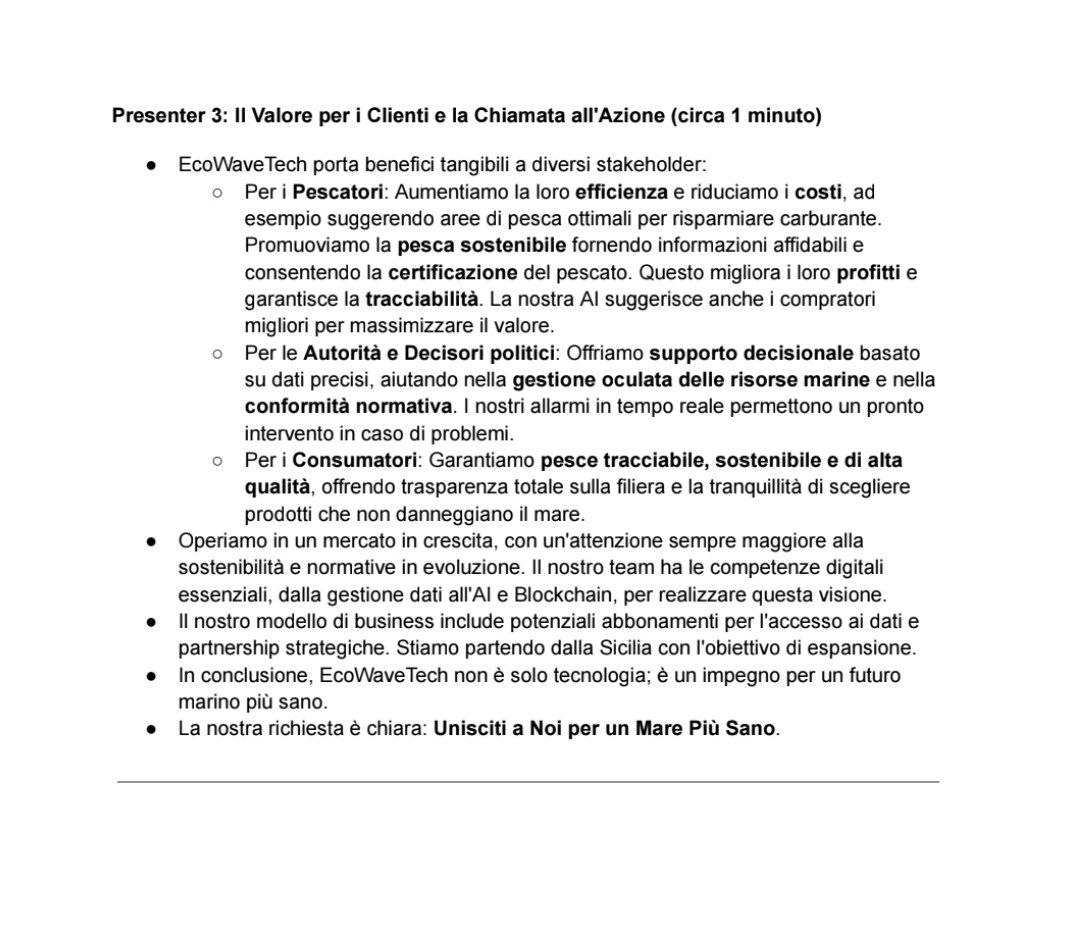 Presenter 3: Il Valore per i Clienti e la Chiamata all'Azione (circa 1 minuto)
● EcoWaveTech porta benefici tangibili a diversi stakeholder:
○ Per i Pescatori: Aumentiamo la loro efficienza e riduciamo i costi, ad
esempio suggerendo aree di pesca ottimali per risparmiare carburante.
Promuoviamo la pesca sostenibile fornendo informazioni affidabili e
consentendo la certificazione del pescato. Questo migliora i loro profitti e
garantisce la tracciabilità. La nostra AI suggerisce anche i compratori
migliori per massimizzare il valore.
○ Per le Autorità e Decisori politici: Offriamo supporto decisionale basato
su dati precisi, aiutando nella gestione oculata delle risorse marine e nella
conformità normativa. I nostri allarmi in tempo reale permettono un pronto
intervento in caso di problemi.
○ Per i Consumatori: Garantiamo pesce tracciabile, sostenibile e di alta
qualità, offrendo trasparenza totale sulla filiera e la tranquillità di scegliere
prodotti che non danneggiano il mare.
● Operiamo in un mercato in crescita, con un'attenzione sempre maggiore alla
sostenibilità e normative in evoluzione. Il nostro team ha le competenze digitali
essenziali, dalla gestione dati all'AI e Blockchain, per realizzare questa visione.
● Il nostro modello di business include potenziali abbonamenti per l'accesso ai dati e
partnership strategiche. Stiamo partendo dalla Sicilia con l'obiettivo di espansione.
● In conclusione, EcoWaveTech non è solo tecnologia; è un impegno per un futuro
marino più sano.
● La nostra richiesta è chiara: Unisciti a Noi per un Mare Più Sano.